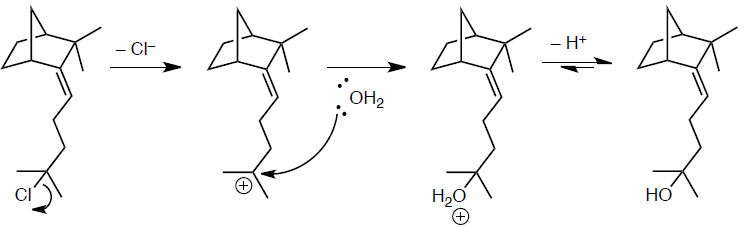 – Cl⁻
– H⁺
OH₂
Cl
⊕
H₂O
⊕
HO